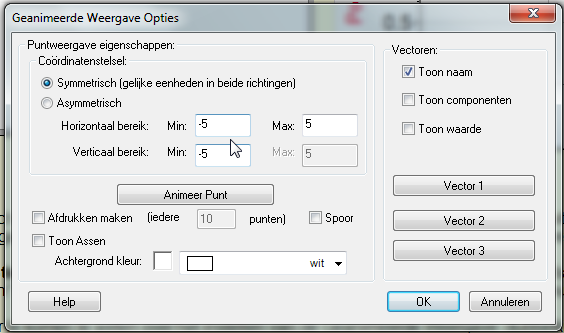 Geanimeerde Weergave Opties
Puntweergave eigenschappen:
Coördinatenstelsel:
Symmetrisch (gelijke eenheden in beide richtingen)
Asymmetrisch
Horizontaal bereik: Min: -5 Max: 5
Verticaal bereik: Min: -5 Max: 5
Animeer Punt
Afdrukken maken (iedere 10 punten) Spoor
Toon Assen
Achtergrond kleur: wit
Vectoren:
Toon naam
Toon componenten
Toon waarde
Vector 1
Vector 2
Vector 3
Help OK Annuleren
0.5